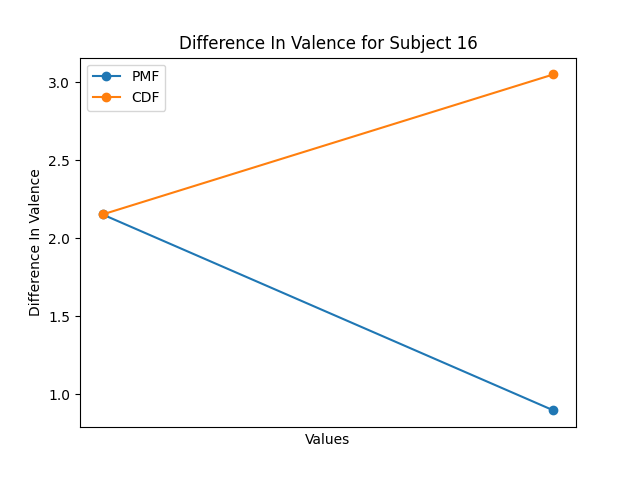 Difference In Valence for Subject 16
PMF
CDF
3.0
2.5
2.0
1.5
1.0
Difference In Valence
Values